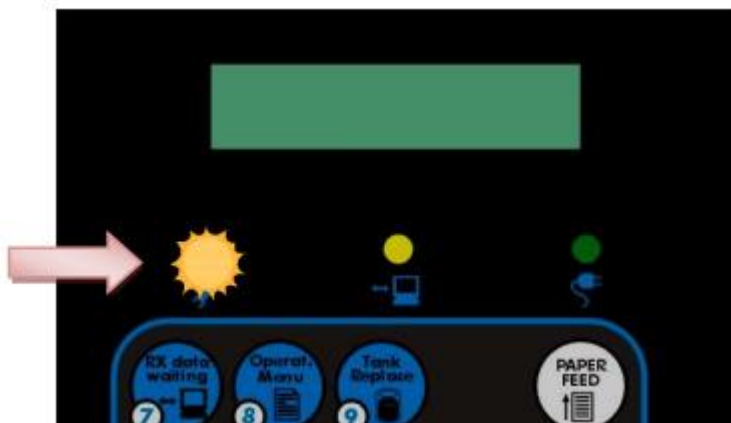 RX data
waiting
7
Operat.
Menu
8
Tank
Replace
9
PAPER
FEED